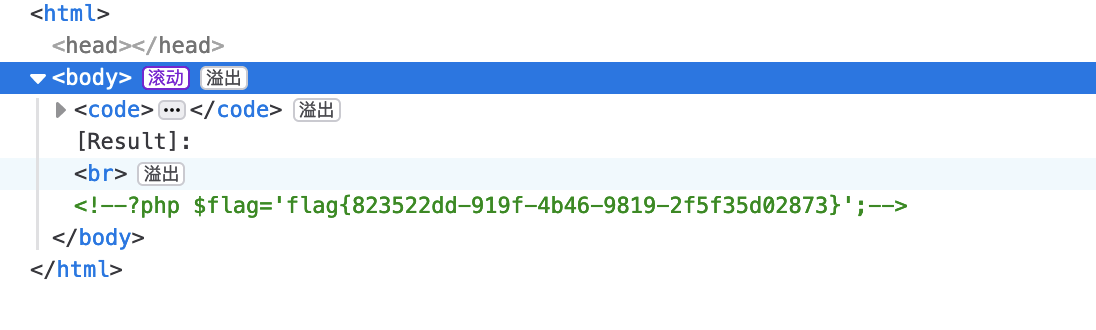 <html>
<head></head>
<body> 滚动 溢出
<code>…</code> 溢出
[Result]:
<br> 溢出
<!--?php $flag='flag{823522dd-919f-4b46-9819-2f5f35d02873}';-->
</body>
</html>